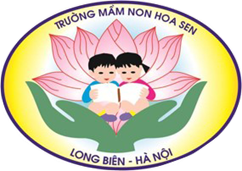 TRƯỜNG MẦM NON HOA SEN
LONG BIÊN - HÀ NỘI